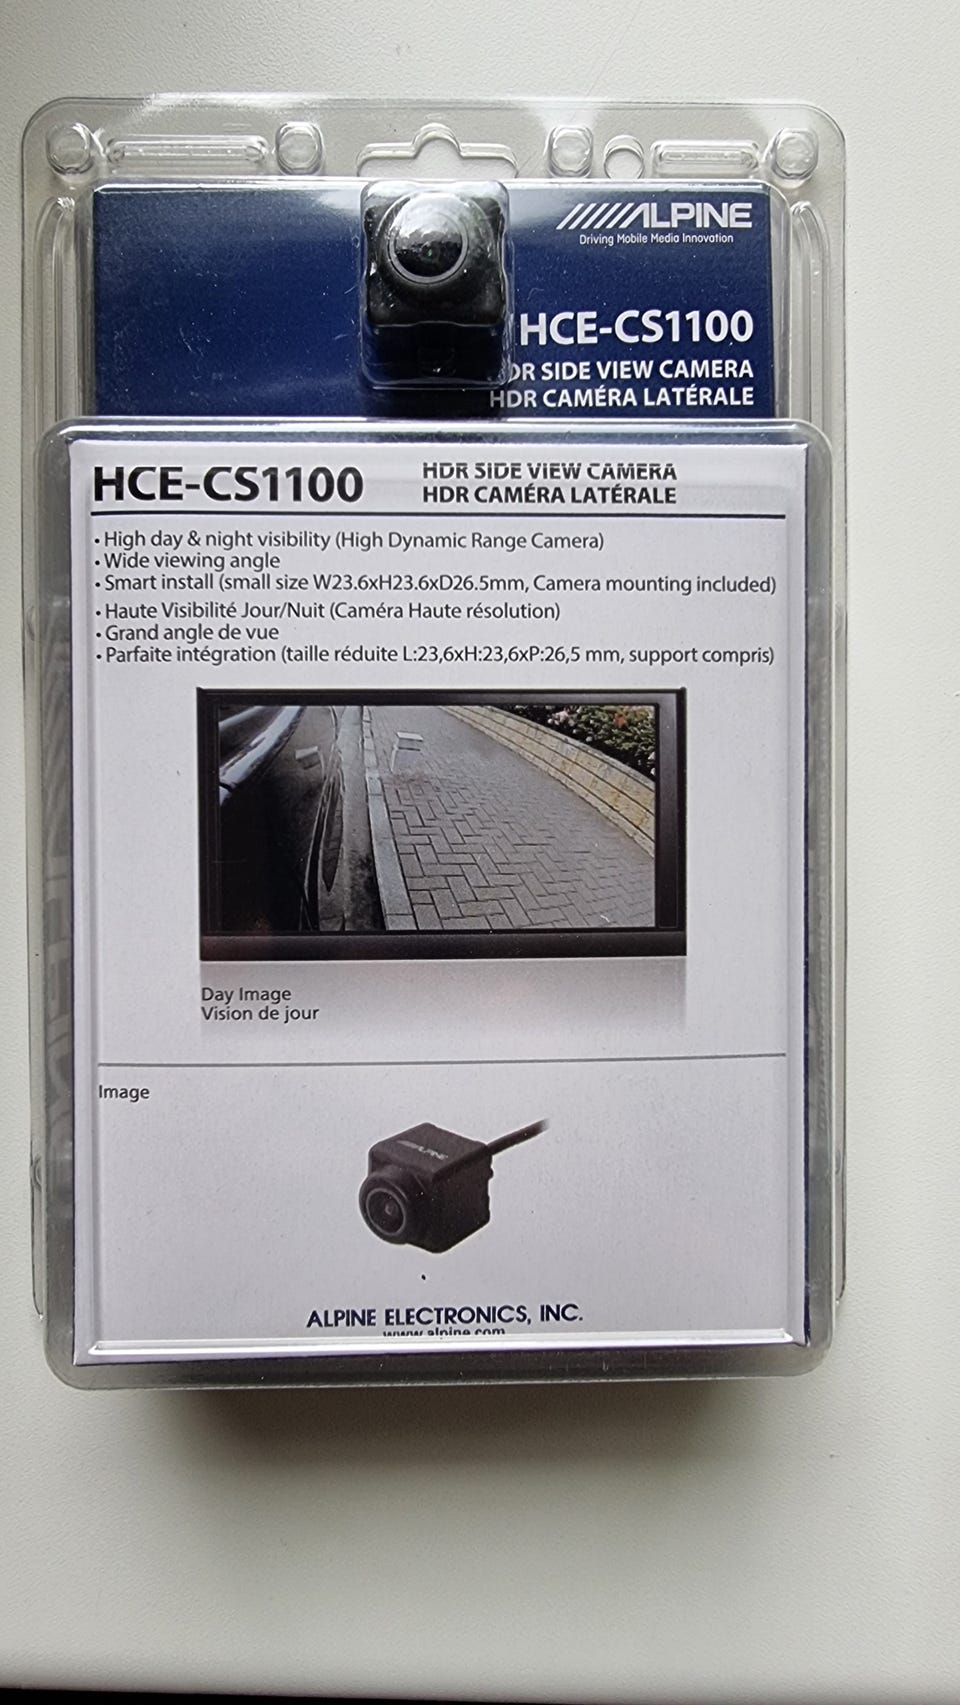 ALPINE
Driving Mobile Media Innovation
HCE-CS1100
SIDE VIEW CAMERA
HDR CAMÉRA LATÉRALE
HCE-CS1100
HDR SIDE VIEW CAMERA
HDR CAMÉRA LATÉRALE
• High day & night visibility (High Dynamic Range Camera)
• Wide viewing angle
• Smart install (small size W23.6xH23.6xD26.5mm, Camera mounting included)
• Haute Visibilité Jour/Nuit (Caméra Haute résolution)
• Grand angle de vue
• Parfaite intégration (taille réduite L:23,6xH:23,6xP:26,5 mm, support compris)
Day Image
Vision de jour
Image
ALPINE
ALPINE ELECTRONICS, INC.
www.alpine.com